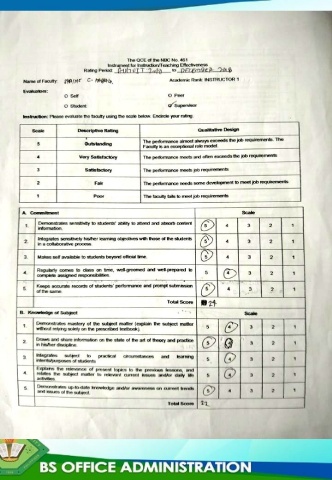 The QCE of the NBC No. 461
Instrument for Instruction/Teaching Effectiveness
Rating Period to
Name of Faculty: Academic Rank: INSTRUCTOR 1
Evaluators:
O Self O Peer
O Student Supervisor
Instruction: Please evaluate the faculty using the scale below. Encircle your rating.
Scale Descriptive Rating Qualitative Design
5 Outstanding The performance almost always exceeds the job requirements. The Faculty is an exceptional role model.
4 Very Satisfactory The performance meets and often exceeds the job requirements
3 Satisfactory The performance meets job requirements
2 Fair The performance needs some development to meet job requirements.
1 Poor The faculty fails to meet job requirements
A. Commitment Scale
1. Demonstrates sensitivity to students' ability to attend and absorb content information. 5 4 3 2 1
2. Integrates sensitively his/her learning objectives with those of the students in a collaborative process. 5 4 3 2 1
3. Makes self available to students beyond official time. 5 4 3 2 1
4. Regularly comes to class on time, well-groomed and well-prepared to complete assigned responsibilities. 5 4 3 2 1
5. Keeps accurate records of students' performance and prompt submission of the same. 5 4 3 2 1
Total Score 24
B. Knowledge of Subject Scale
1. Demonstrates mastery of the subject matter (explain the subject matter without relying solely on the prescribed textbook). 5 4 3 2 1
2. Draws and share information on the state of the art of theory and practice in his/her discipline. 5 4 3 2 1
3. Integrates subject to practical circumstances and learning intents/purposes of students. 5 4 3 2 1
4. Explains the relevance of present topics to the previous lessons, and relates the subject matter to relevant current issues and/or daily life activities. 5 4 3 2 1
5. Demonstrates up-to-date knowledge and/or awareness on current trends and issues of the subject. 5 4 3 2 1
Total Score
BS OFFICE ADMINISTRATION